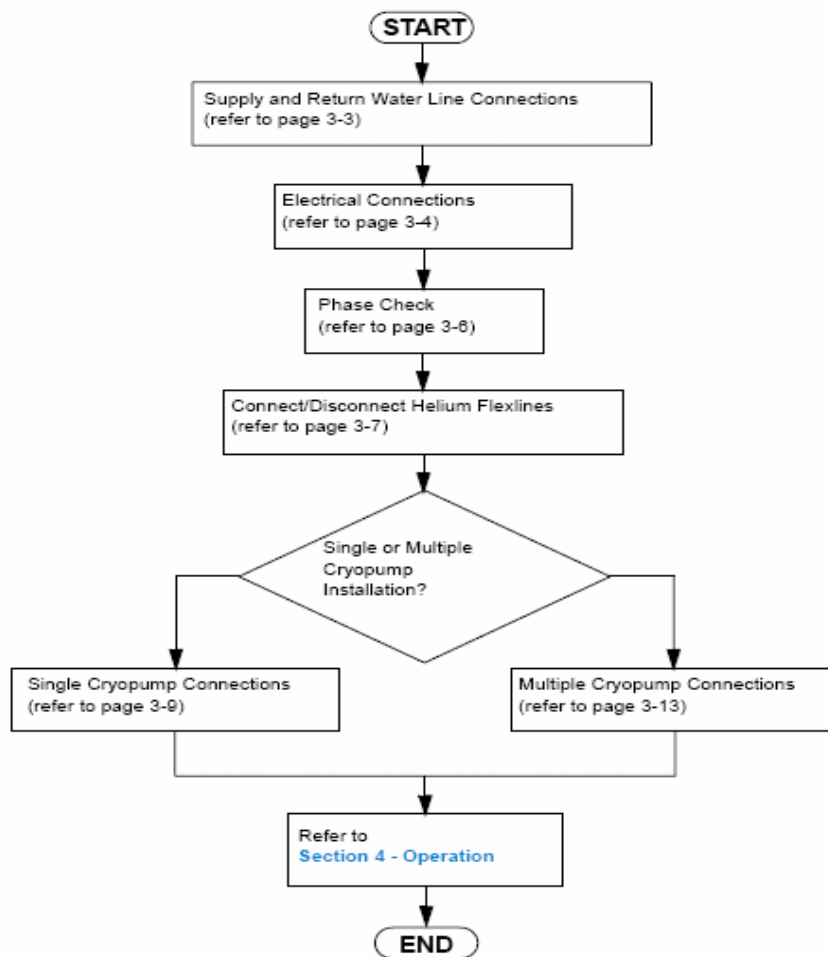 START
Supply and Return Water Line Connections
(refer to page 3-3)
Electrical Connections
(refer to page 3-4)
Phase Check
(refer to page 3-6)
Connect/Disconnect Helium Flexlines
(refer to page 3-7)
Single or Multiple
Cryopump
Installation?
Single Cryopump Connections
(refer to page 3-9)
Multiple Cryopump Connections
(refer to page 3-13)
Refer to
Section 4 - Operation
END